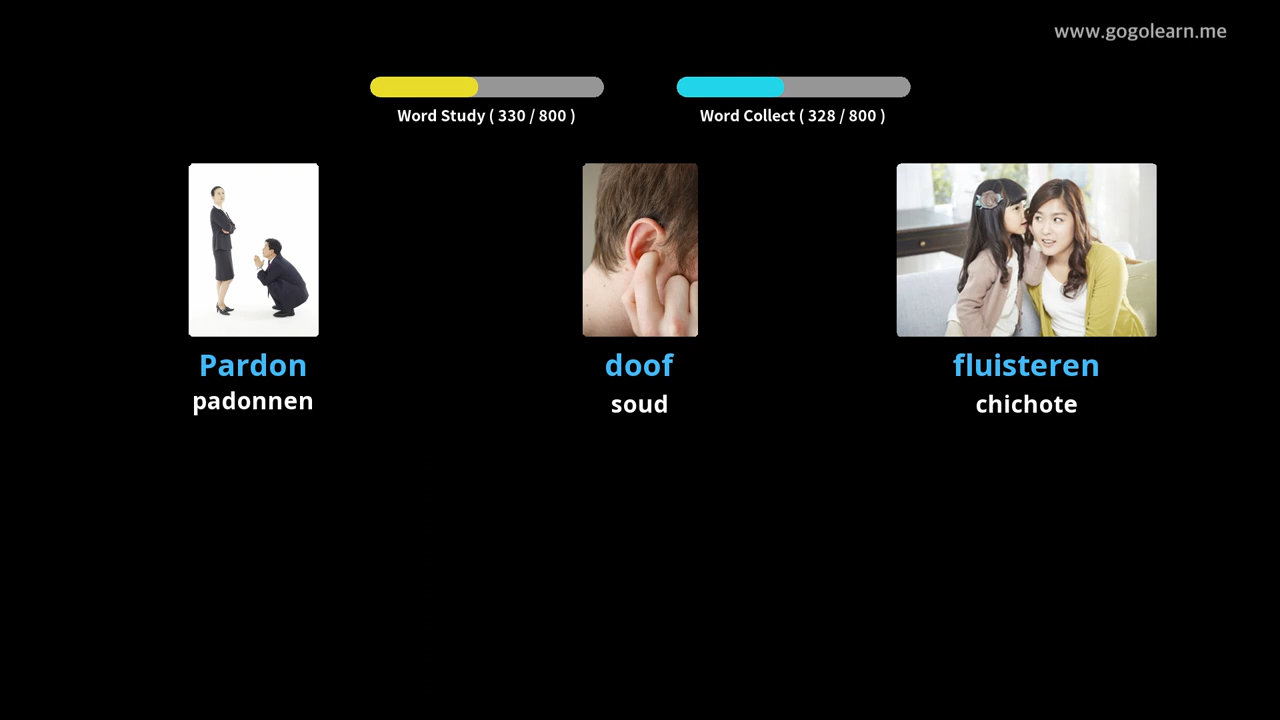 www.gogolearn.me
Word Study ( 330 / 800 )
Word Collect ( 328 / 800 )
Pardon
padonnen
doof
soud
fluisteren
chichote